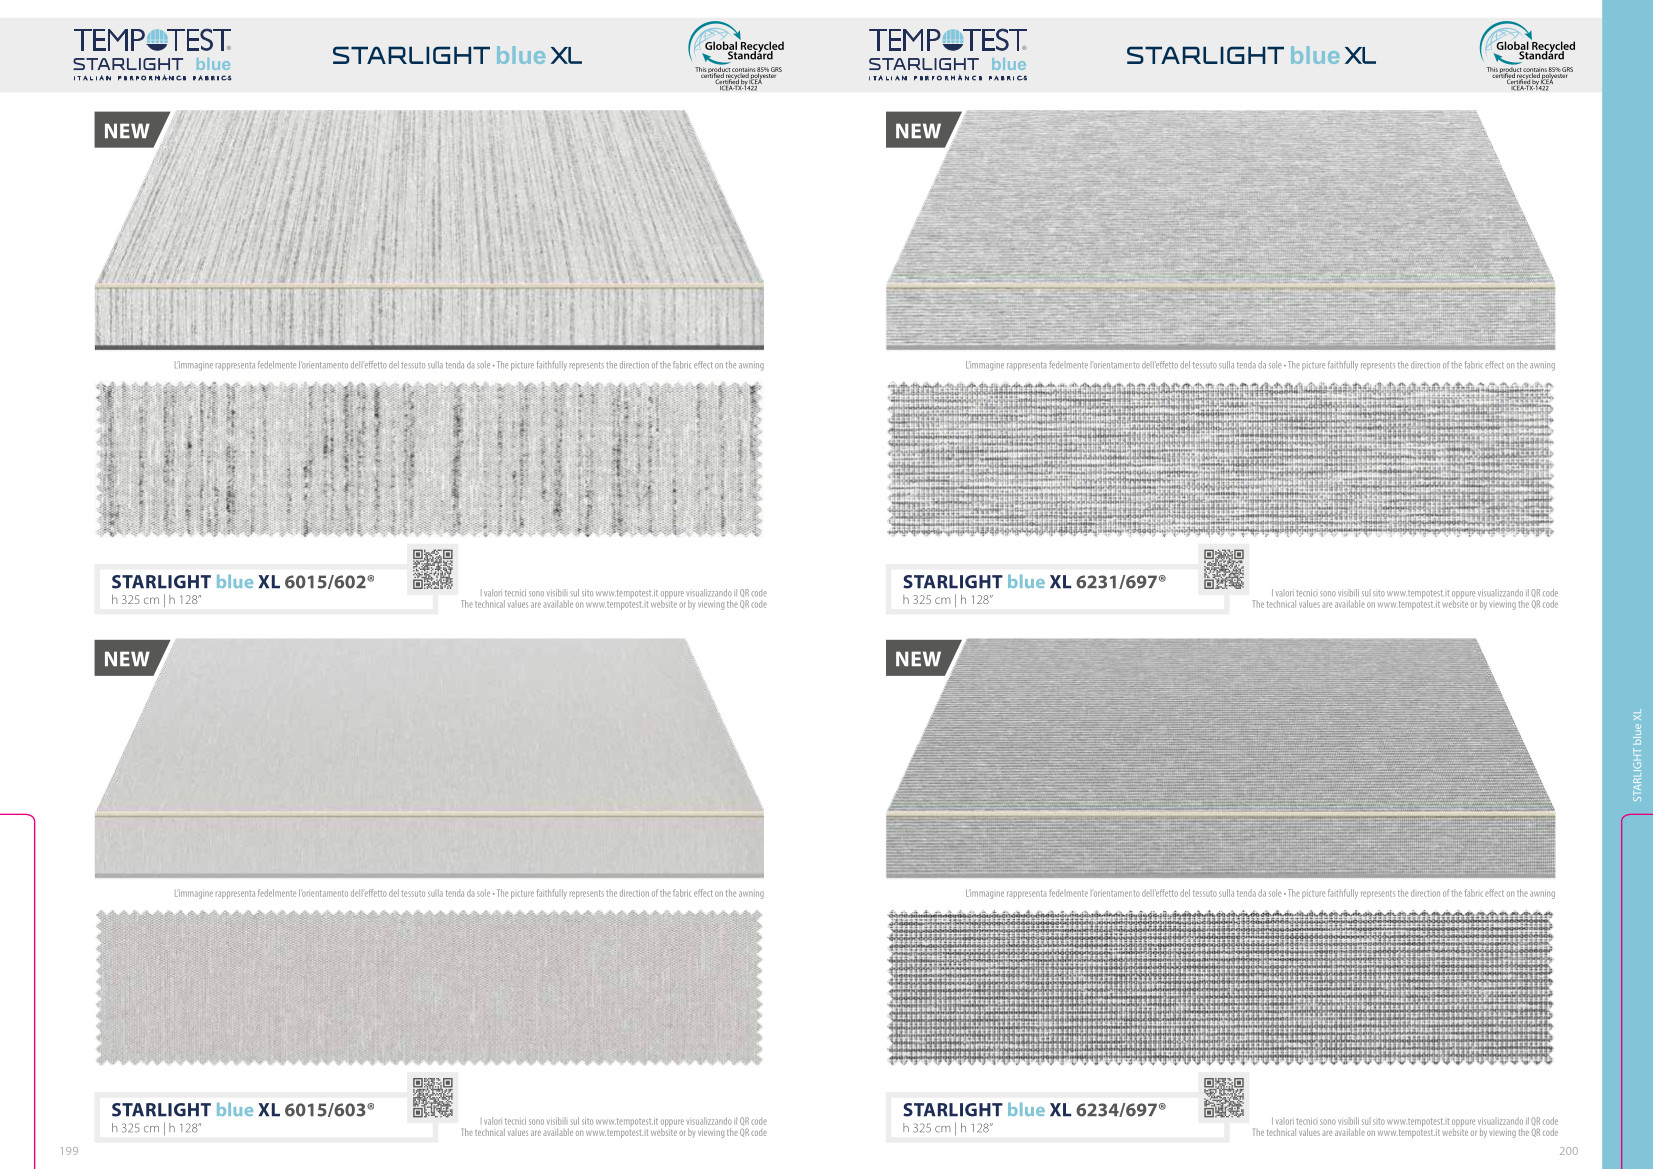 TEMPOTEST®
STARLIGHT blue
ITALIAN PERFORMANCE FABRICS
STARLIGHT blue XL
Global Recycled
Standard
This product contains 85% GRS
certified recycled polyester
Certified by ICEA
ICEA-TX-1422
NEW
L'immagine rappresenta fedelmente l'orientamento dell'effetto del tessuto sulla tenda da sole • The picture faithfully represents the direction of the fabric effect on the awning
STARLIGHT blue XL 6015/602®
h 325 cm | h 128”
I valori tecnici sono visibili sul sito www.tempotest.it oppure visualizzando il QR code
The technical values are available on www.tempotest.it website or by viewing the QR code
NEW
L'immagine rappresenta fedelmente l'orientamento dell'effetto del tessuto sulla tenda da sole • The picture faithfully represents the direction of the fabric effect on the awning
STARLIGHT blue XL 6015/603®
h 325 cm | h 128”
I valori tecnici sono visibili sul sito www.tempotest.it oppure visualizzando il QR code
The technical values are available on www.tempotest.it website or by viewing the QR code
199
TEMPOTEST®
STARLIGHT blue
ITALIAN PERFORMANCE FABRICS
STARLIGHT blue XL
Global Recycled
Standard
This product contains 85% GRS
certified recycled polyester
Certified by ICEA
ICEA-TX-1422
NEW
L'immagine rappresenta fedelmente l'orientamento dell'effetto del tessuto sulla tenda da sole • The picture faithfully represents the direction of the fabric effect on the awning
STARLIGHT blue XL 6231/697®
h 325 cm | h 128”
I valori tecnici sono visibili sul sito www.tempotest.it oppure visualizzando il QR code
The technical values are available on www.tempotest.it website or by viewing the QR code
NEW
L'immagine rappresenta fedelmente l'orientamento dell'effetto del tessuto sulla tenda da sole • The picture faithfully represents the direction of the fabric effect on the awning
STARLIGHT blue XL 6234/697®
h 325 cm | h 128”
I valori tecnici sono visibili sul sito www.tempotest.it oppure visualizzando il QR code
The technical values are available on www.tempotest.it website or by viewing the QR code
200
STARLIGHT blue XL